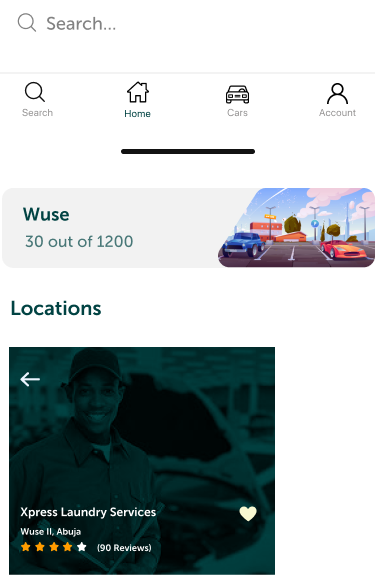 Search...
Search Home Cars Account
Wuse
30 out of 1200
Locations
Xpress Laundry Services
Wuse II, Abuja
(90 Reviews)